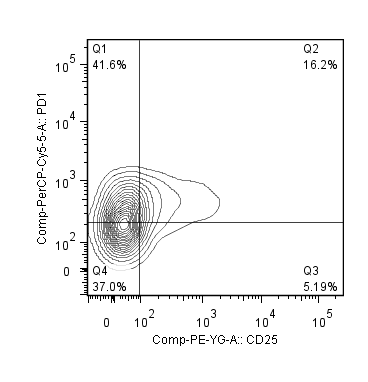 Q1 Q2
41.6% 16.2%
10^5
10^4
10^3
10^2
0
Comp-PerCP-Cy5-5-A:: PD1
Q4 Q3
37.0% 5.19%
0 10^2 10^3 10^4 10^5
Comp-PE-YG-A:: CD25